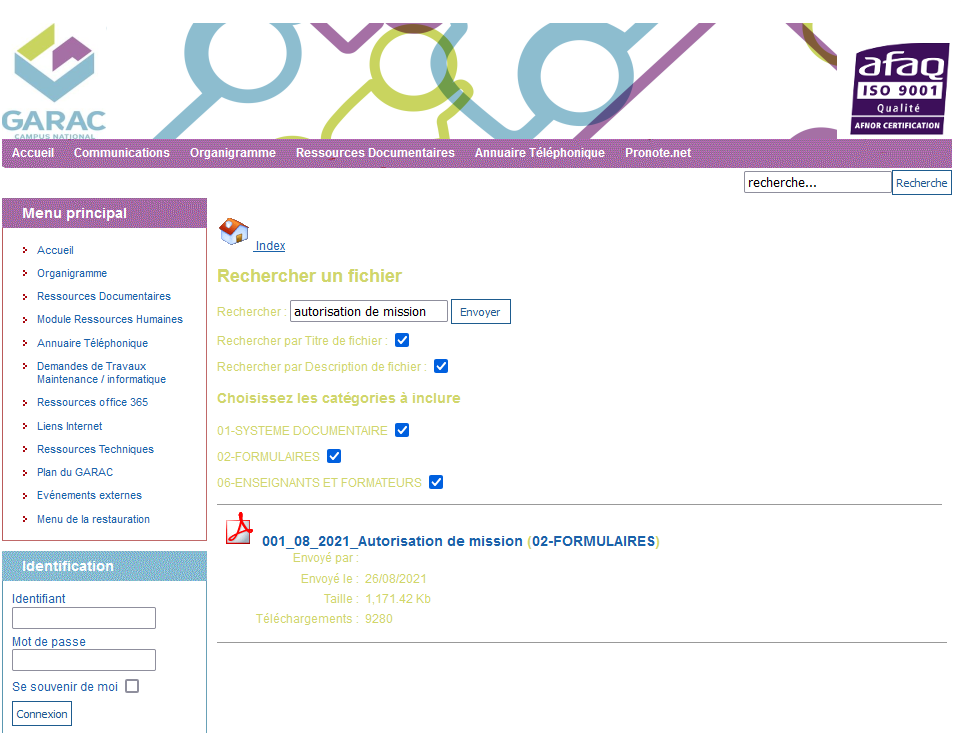 GARAC
CAMPUS NATIONAL
afaq
ISO 9001
Qualité
AFNOR CERTIFICATION
Accueil Communications Organigramme Ressources Documentaires Annuaire Téléphonique Pronote.net
recherche... Recherche
Menu principal
Accueil
Organigramme
Ressources Documentaires
Module Ressources Humaines
Annuaire Téléphonique
Demandes de Travaux
Maintenance / informatique
Ressources office 365
Liens Internet
Ressources Techniques
Plan du GARAC
Evénements externes
Menu de la restauration
Identification
Identifiant
Mot de passe
Se souvenir de moi
Connexion
Index
Rechercher un fichier
Rechercher : autorisation de mission Envoyer
Rechercher par Titre de fichier :
Rechercher par Description de fichier :
Choisissez les catégories à inclure
01-SYSTEME DOCUMENTAIRE
02-FORMULAIRES
06-ENSEIGNANTS ET FORMATEURS
001_08_2021_Autorisation de mission (02-FORMULAIRES)
Envoyé par :
Envoyé le : 26/08/2021
Taille : 1,171.42 Kb
Téléchargements : 9280